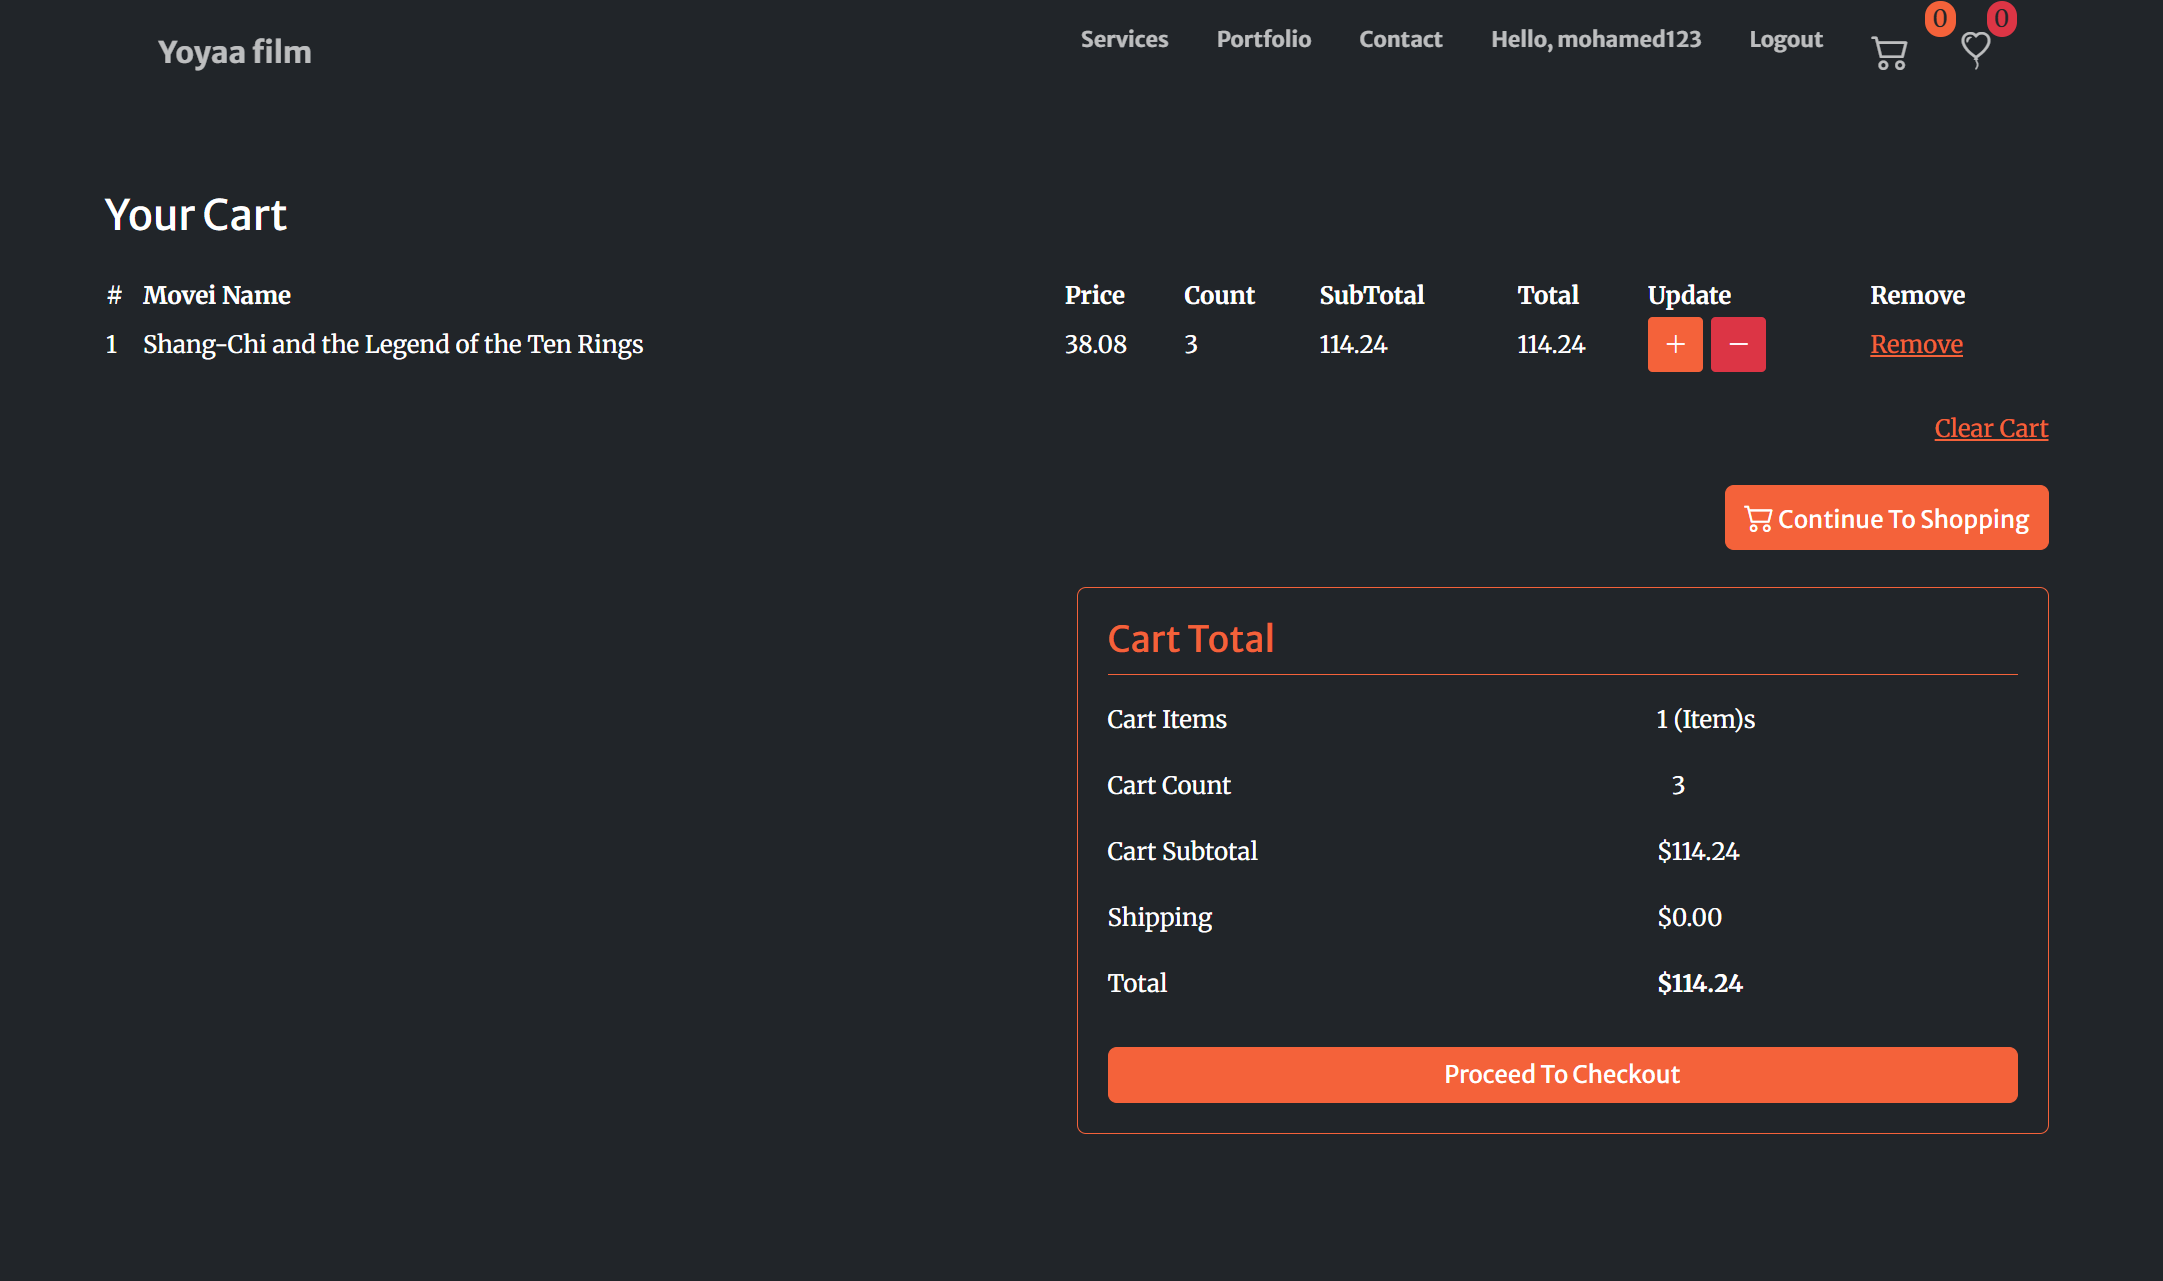 Yoyaa film Services Portfolio Contact Hello, mohamed123 Logout 0 0
Your Cart
# Movei Name Price Count SubTotal Total Update Remove
1 Shang-Chi and the Legend of the Ten Rings 38.08 3 114.24 114.24 + − Remove
Clear Cart
Continue To Shopping
Cart Total
Cart Items 1 (Item)s
Cart Count 3
Cart Subtotal $114.24
Shipping $0.00
Total $114.24
Proceed To Checkout